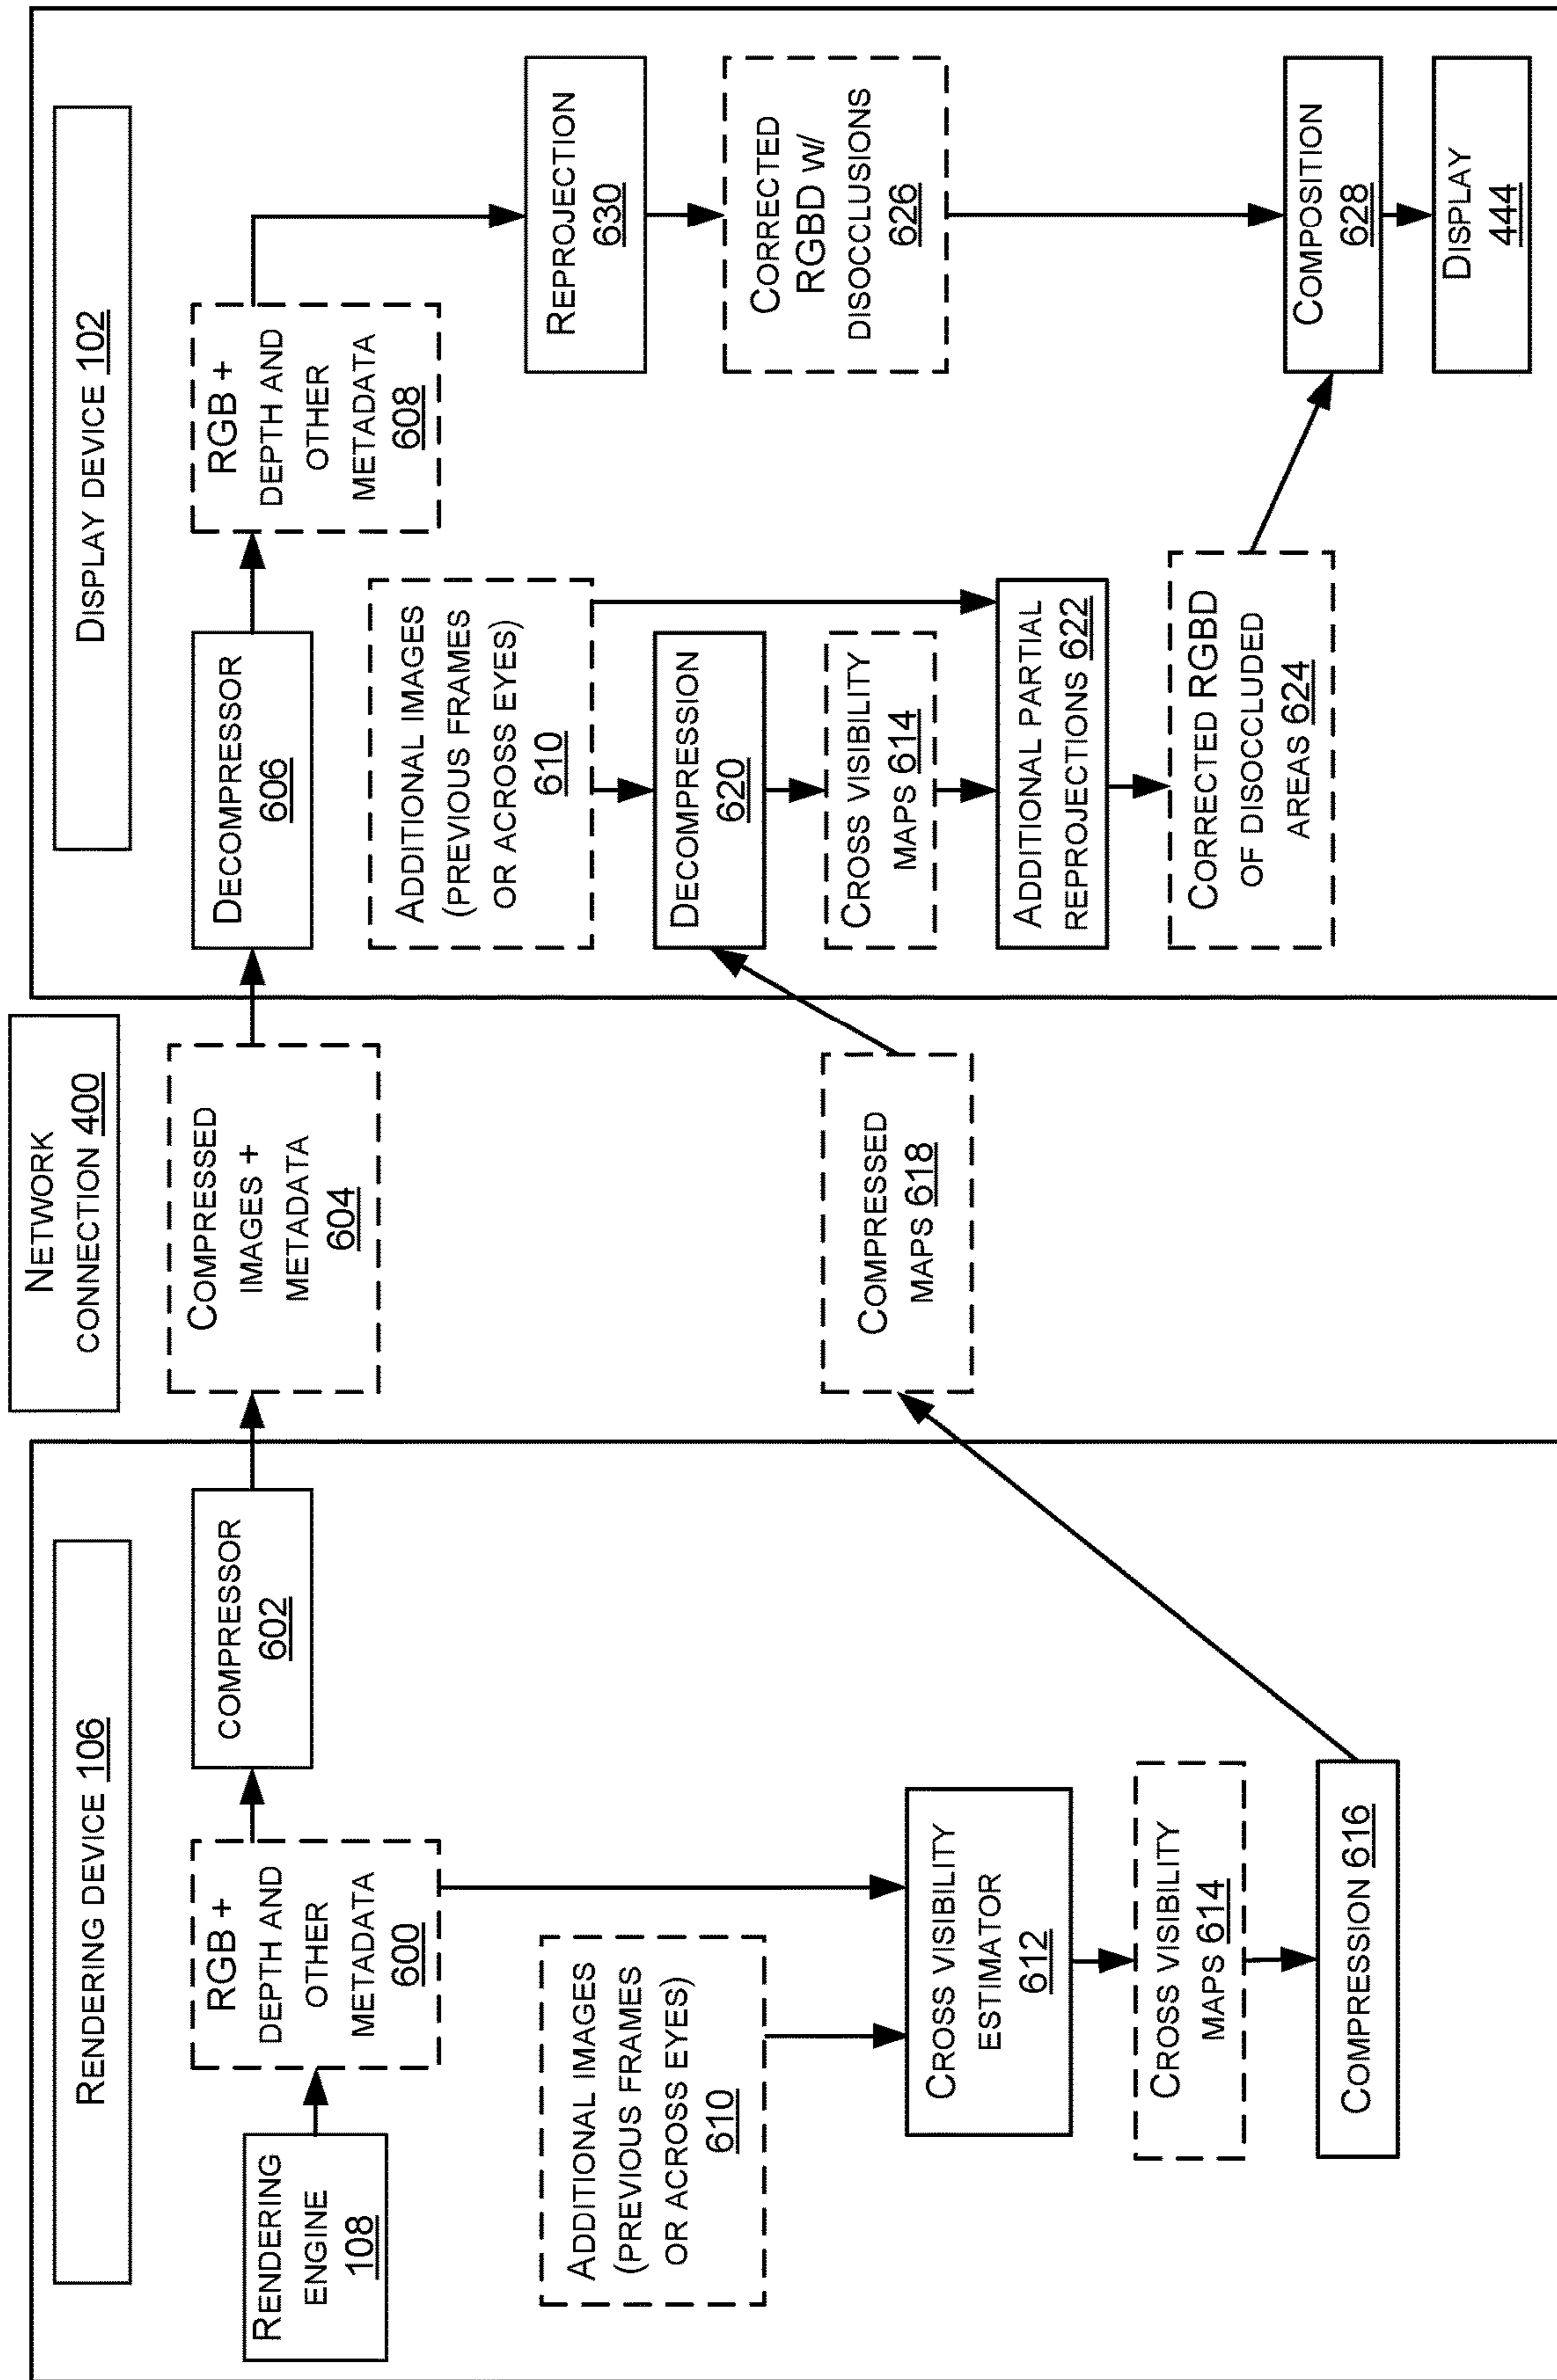 RENDERING DEVICE 106
RENDERING
ENGINE
108
RGB +
DEPTH AND
OTHER
METADATA
600
COMPRESSOR
602
ADDITIONAL IMAGES
(PREVIOUS FRAMES
OR ACROSS EYES)
610
CROSS VISIBILITY
ESTIMATOR
612
CROSS VISIBILITY
MAPS 614
COMPRESSION 616
NETWORK
CONNECTION 400
COMPRESSED
IMAGES +
METADATA
604
COMPRESSED
MAPS 618
DISPLAY DEVICE 102
DECOMPRESSOR
606
RGB +
DEPTH AND
OTHER
METADATA
608
ADDITIONAL IMAGES
(PREVIOUS FRAMES
OR ACROSS EYES)
610
DECOMPRESSION
620
CROSS VISIBILITY
MAPS 614
ADDITIONAL PARTIAL
REPROJECTIONS 622
CORRECTED RGBD
OF DISOCCLUDED
AREAS 624
REPROJECTION
630
CORRECTED
RGBD W/
DISOCCLUSIONS
626
COMPOSITION
628
DISPLAY
444